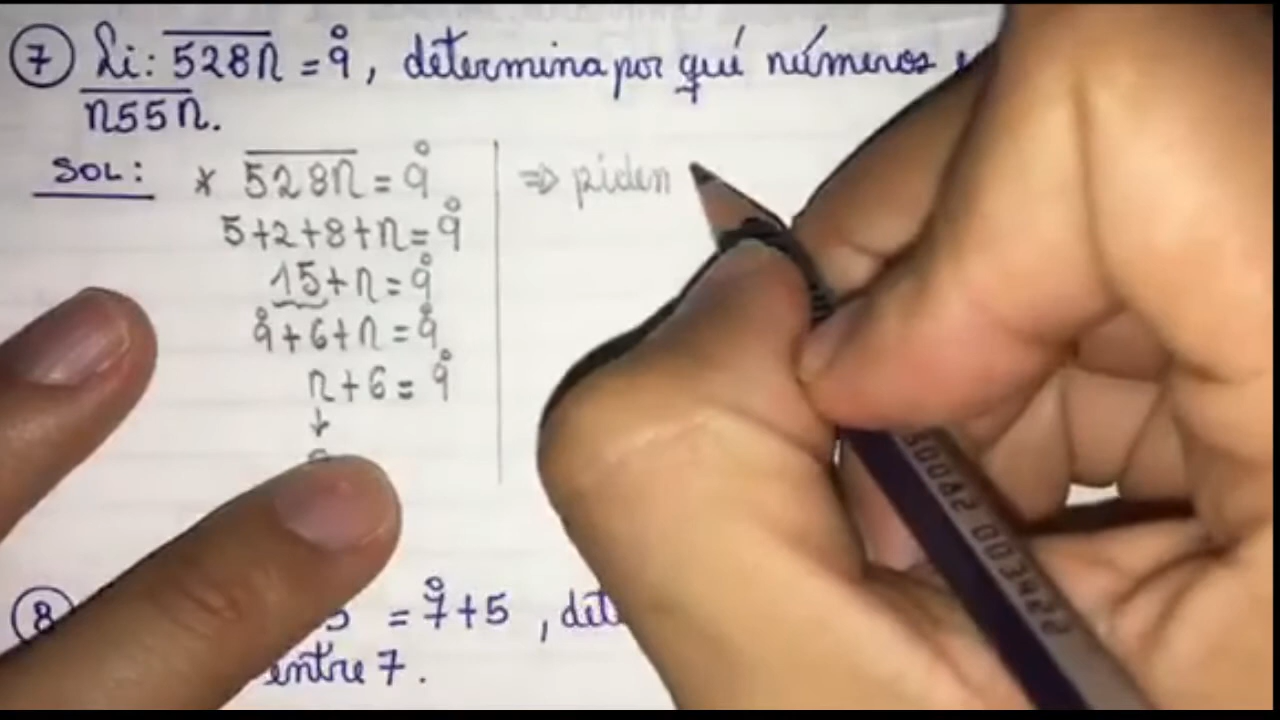 7 Si: 528n = 9°, determina por qué números
n55n.
SOL: * 528n = 9° ⇒ piden
5+2+8+n = 9°
15+n = 9°
9°+6+n = 9°
n+6 = 9°
↓
8 = 7°+5 ,
entre 7.